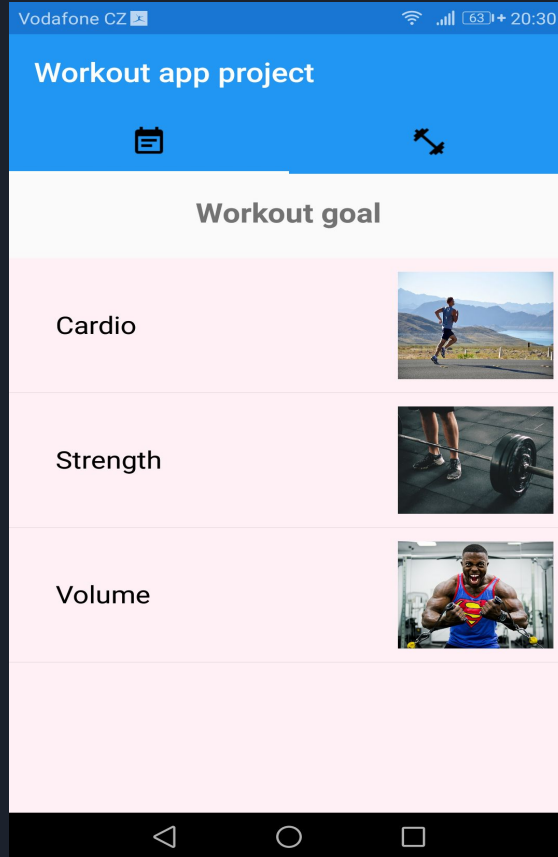 Vodafone CZ 63 20:30
Workout app project
Workout goal
Cardio
Strength
Volume